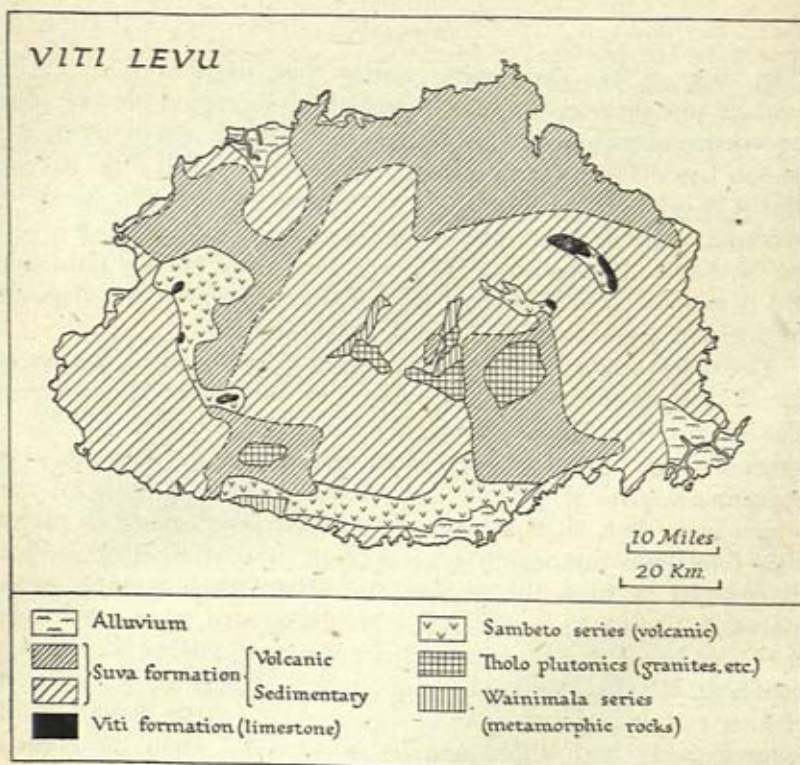 VITI LEVU
10 Miles
20 Km.
Alluvium
Suva formation
Volcanic
Sedimentary
Viti formation (limestone)
Sambeto series (volcanic)
Tholo plutonics (granites, etc.)
Wainimala series
(metamorphic rocks)